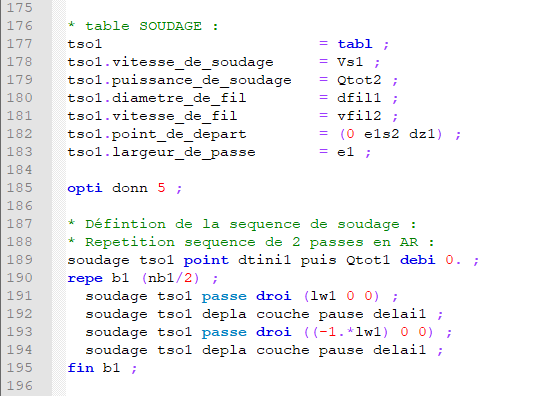 175
176 * table SOUDAGE :
177 tso1 = tabl ;
178 tso1.vitesse_de_soudage = Vs1 ;
179 tso1.puissance_de_soudage = Qtot2 ;
180 tso1.diametre_de_fil = dfil1 ;
181 tso1.vitesse_de_fil = vfil2 ;
182 tso1.point_de_depart = (0 e1s2 dz1) ;
183 tso1.largeur_de_passe = e1 ;
184
185 opti donn 5 ;
186
187 * Défintion de la sequence de soudage :
188 * Repetition sequence de 2 passes en AR :
189 soudage tso1 point dtini1 puis Qtot1 debi 0. ;
190 repe b1 (nb1/2) ;
191 soudage tso1 passe droi (lw1 0 0) ;
192 soudage tso1 depla couche pause delai1 ;
193 soudage tso1 passe droi ((-1.*lw1) 0 0) ;
194 soudage tso1 depla couche pause delai1 ;
195 fin b1 ;
196